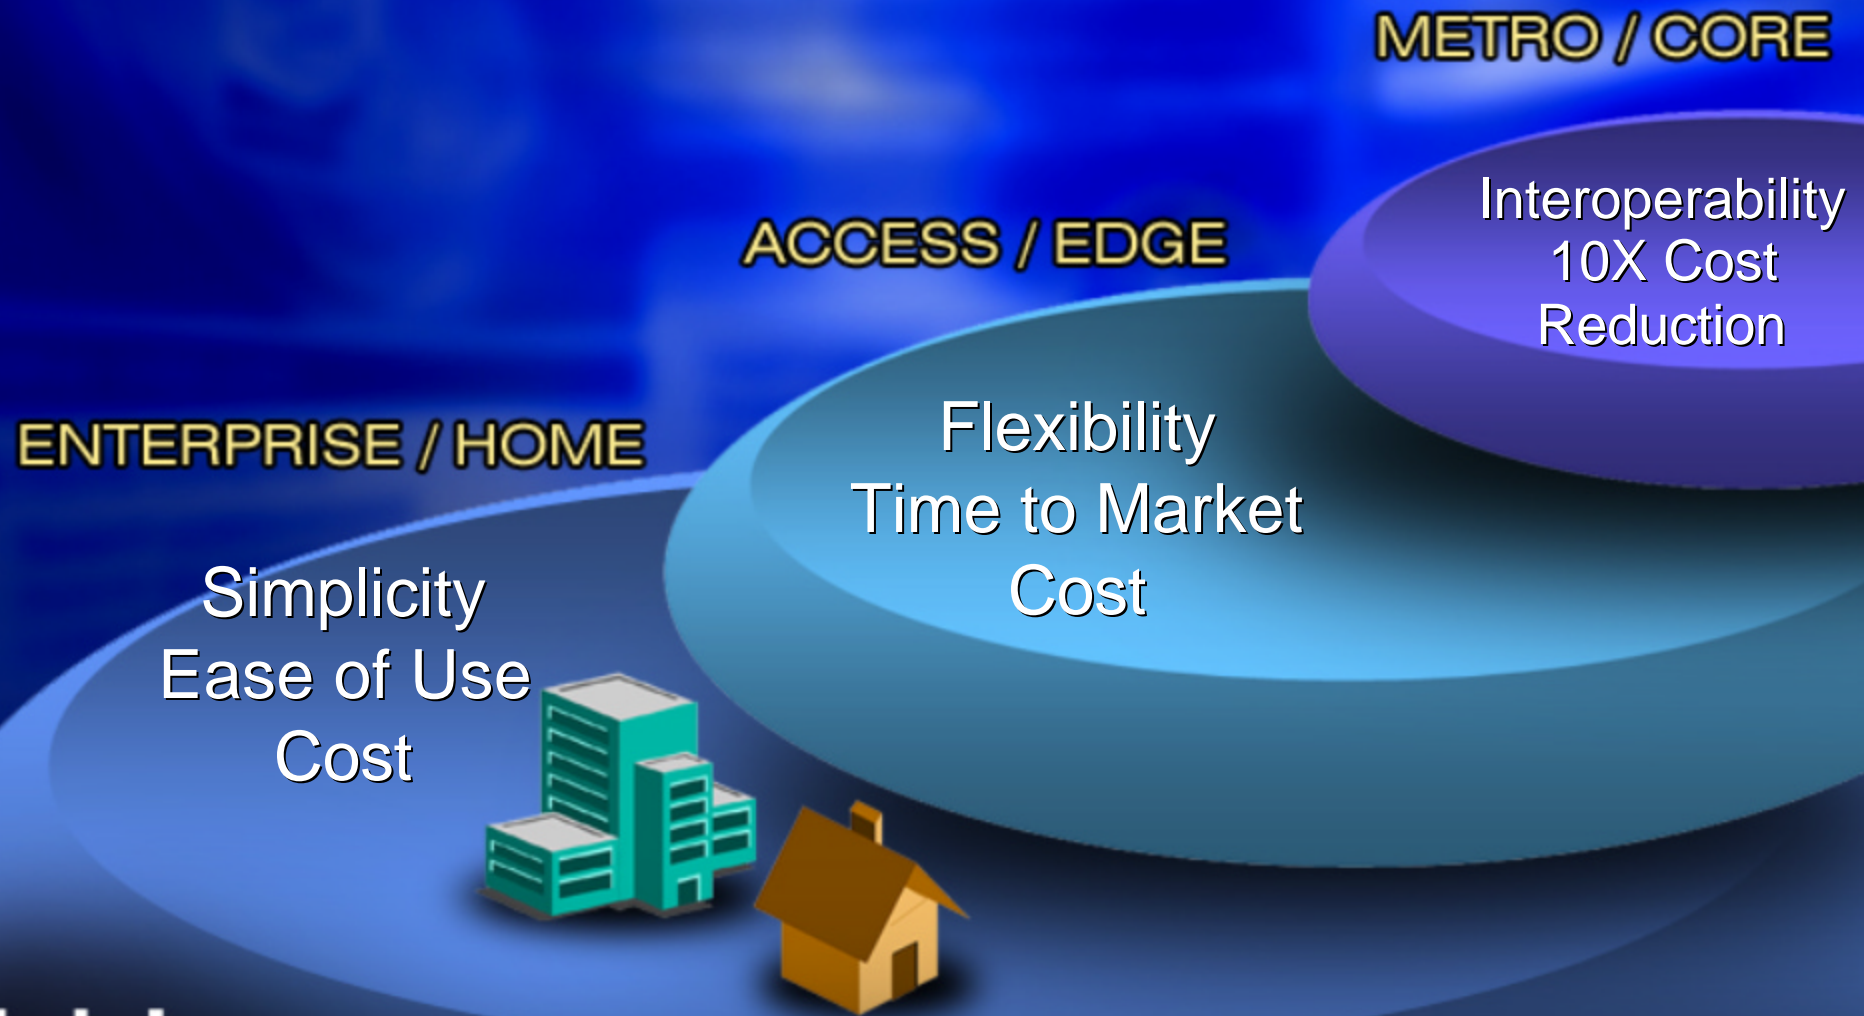 METRO / CORE
Interoperability
10X Cost
Reduction
ACCESS / EDGE
Flexibility
Time to Market
Cost
ENTERPRISE / HOME
Simplicity
Ease of Use
Cost